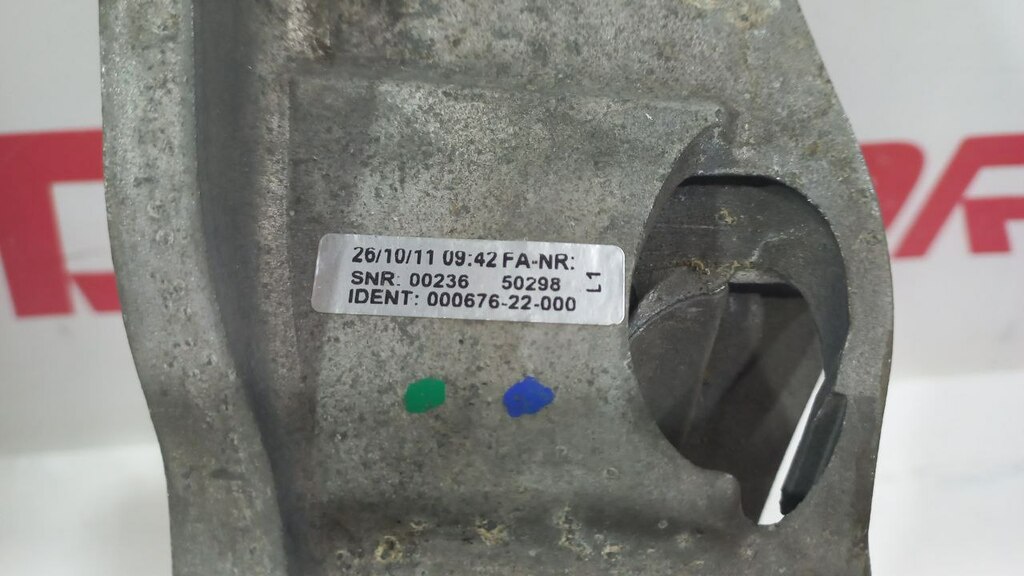 26/10/11 09:42 FA-NR:
SNR: 00236 50298
IDENT: 000676-22-000
L1